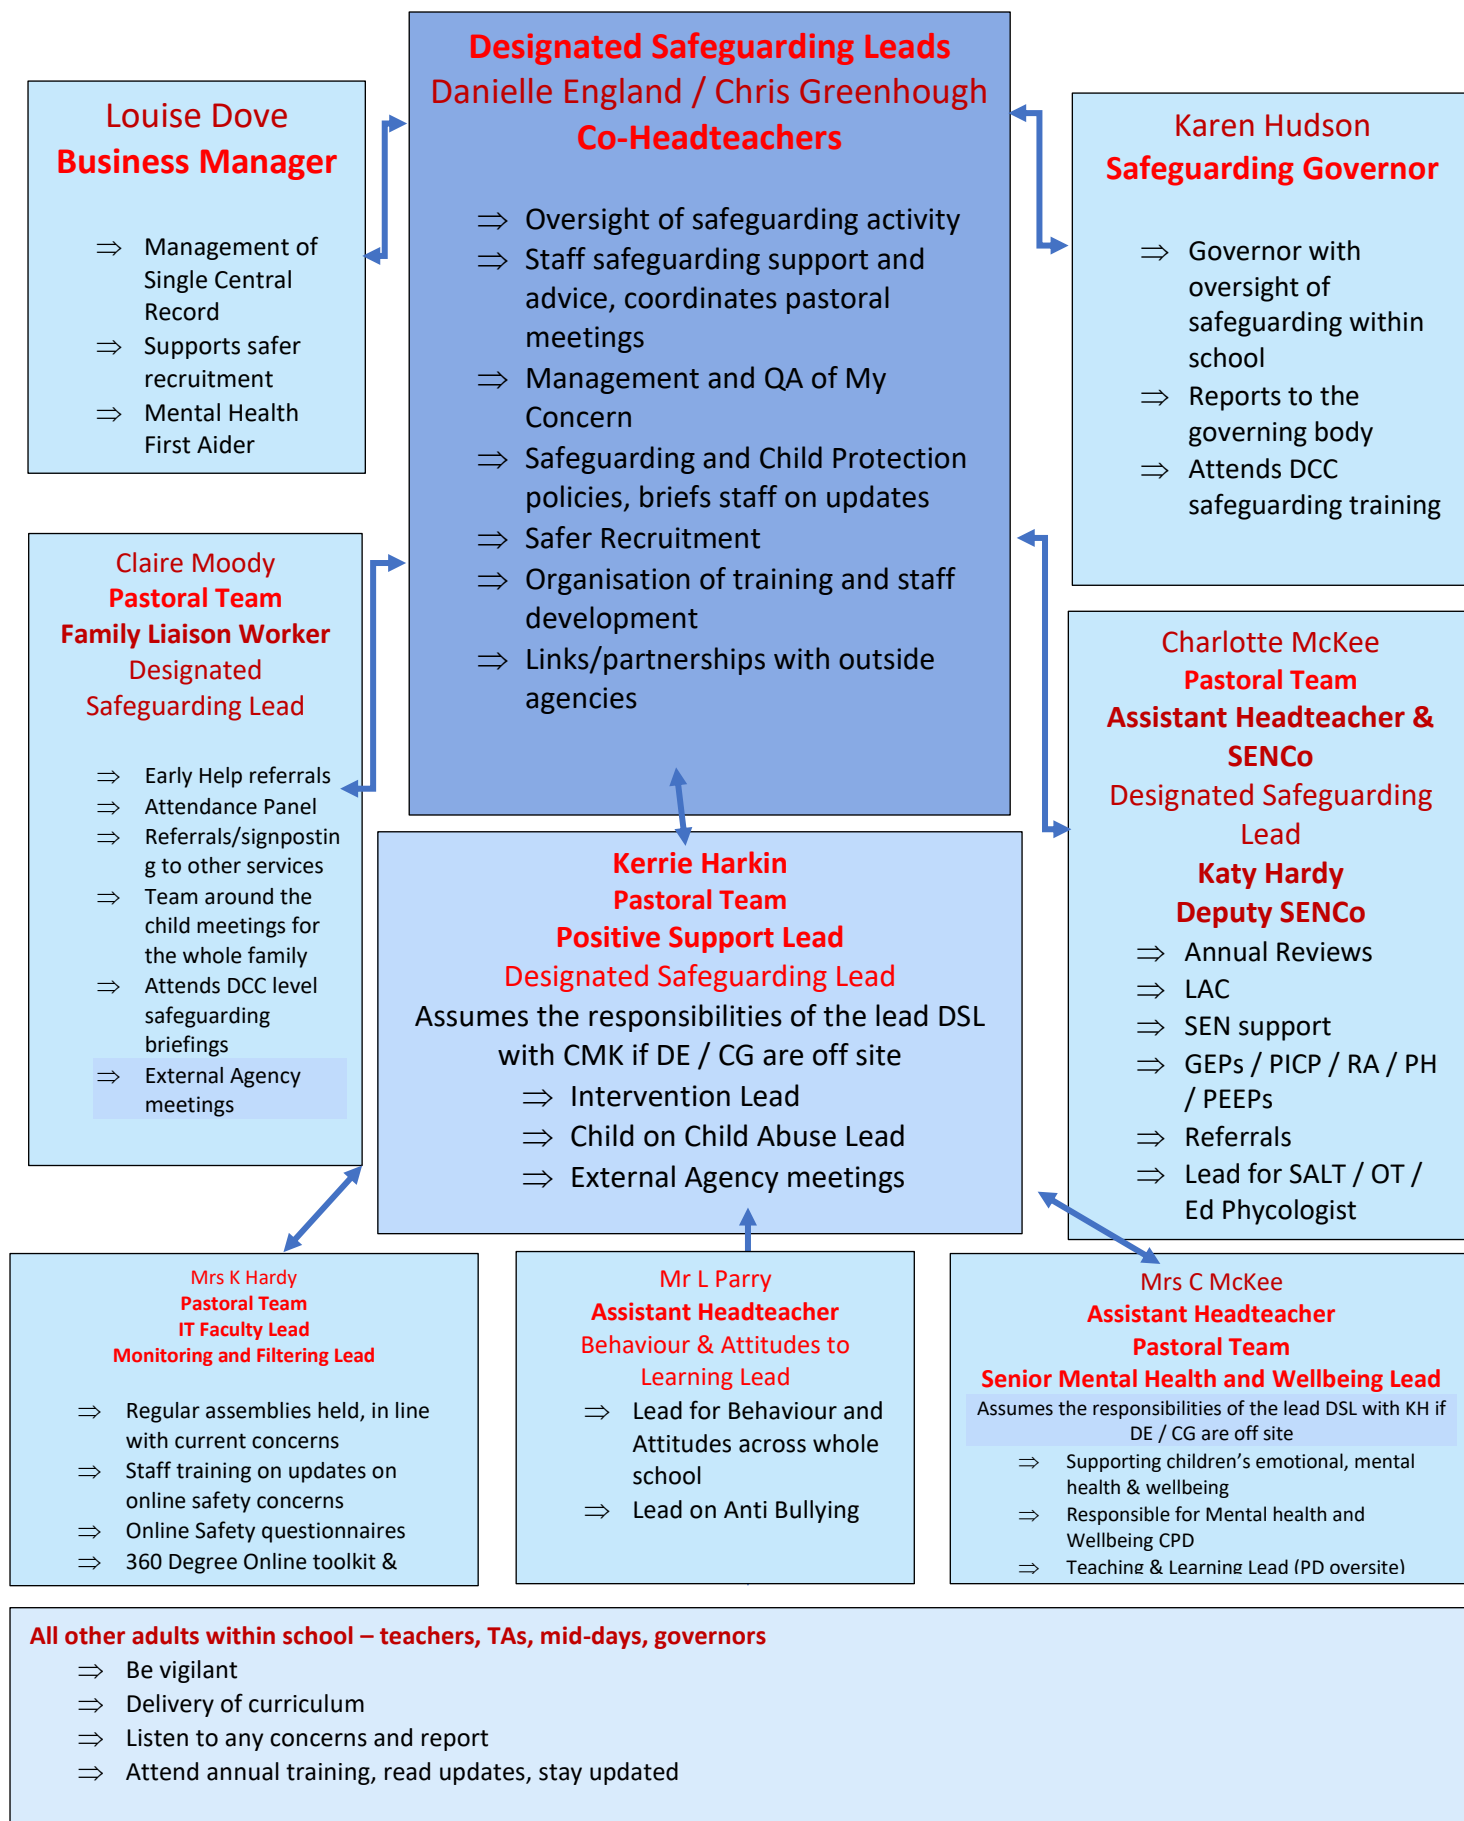 Designated Safeguarding Leads
Danielle England / Chris Greenhough
Co-Headteachers
⇒ Oversight of safeguarding activity
⇒ Staff safeguarding support and
advice, coordinates pastoral
meetings
⇒ Management and QA of My
Concern
⇒ Safeguarding and Child Protection
policies, briefs staff on updates
⇒ Safer Recruitment
⇒ Organisation of training and staff
development
⇒ Links/partnerships with outside
agencies
Louise Dove
Business Manager
⇒ Management of
Single Central
Record
⇒ Supports safer
recruitment
⇒ Mental Health
First Aider
Karen Hudson
Safeguarding Governor
⇒ Governor with
oversight of
safeguarding within
school
⇒ Reports to the
governing body
⇒ Attends DCC
safeguarding training
Claire Moody
Pastoral Team
Family Liaison Worker
Designated
Safeguarding Lead
⇒ Early Help referrals
⇒ Attendance Panel
⇒ Referrals/signpostin
g to other services
⇒ Team around the
child meetings for
the whole family
⇒ Attends DCC level
safeguarding
briefings
⇒ External Agency
meetings
Charlotte McKee
Pastoral Team
Assistant Headteacher &
SENCo
Designated Safeguarding
Lead
Katy Hardy
Deputy SENCo
⇒ Annual Reviews
⇒ LAC
⇒ SEN support
⇒ GEPs / PICP / RA / PH
/ PEEPs
⇒ Referrals
⇒ Lead for SALT / OT /
Ed Phycologist
Kerrie Harkin
Pastoral Team
Positive Support Lead
Designated Safeguarding Lead
Assumes the responsibilities of the lead DSL
with CMK if DE / CG are off site
⇒ Intervention Lead
⇒ Child on Child Abuse Lead
⇒ External Agency meetings
Mrs K Hardy
Pastoral Team
IT Faculty Lead
Monitoring and Filtering Lead
⇒ Regular assemblies held, in line
with current concerns
⇒ Staff training on updates on
online safety concerns
⇒ Online Safety questionnaires
⇒ 360 Degree Online toolkit &
Mr L Parry
Assistant Headteacher
Behaviour & Attitudes to
Learning Lead
⇒ Lead for Behaviour and
Attitudes across whole
school
⇒ Lead on Anti Bullying
Mrs C McKee
Assistant Headteacher
Pastoral Team
Senior Mental Health and Wellbeing Lead
Assumes the responsibilities of the lead DSL with KH if
DE / CG are off site
⇒ Supporting children’s emotional, mental
health & wellbeing
⇒ Responsible for Mental health and
Wellbeing CPD
⇒ Teaching & Learning Lead (PD oversite)
All other adults within school – teachers, TAs, mid-days, governors
⇒ Be vigilant
⇒ Delivery of curriculum
⇒ Listen to any concerns and report
⇒ Attend annual training, read updates, stay updated